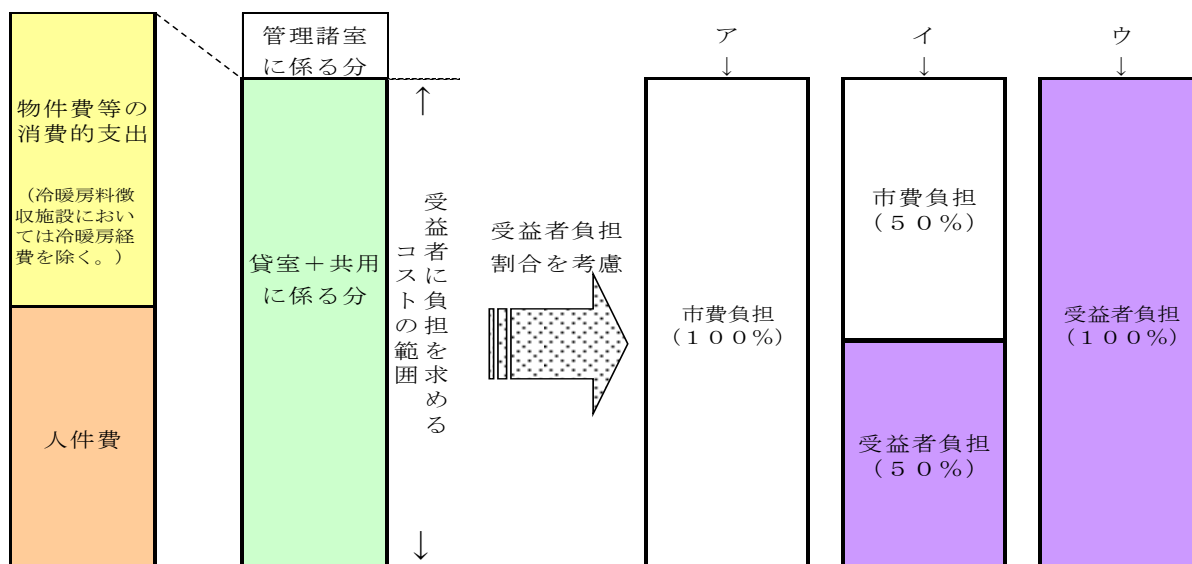 物件費等の
消費的支出
（冷暖房料徴
収施設におい
ては冷暖房経
費を除く。）
人件費
管理諸室
に係る分
貸室＋共用
に係る分
↑
受益者に負担を求める
コストの範囲
↓
受益者負担
割合を考慮
ア
↓
市費負担
（１００％）
イ
↓
市費負担
（５０％）
受益者負担
（５０％）
ウ
↓
受益者負担
（１００％）